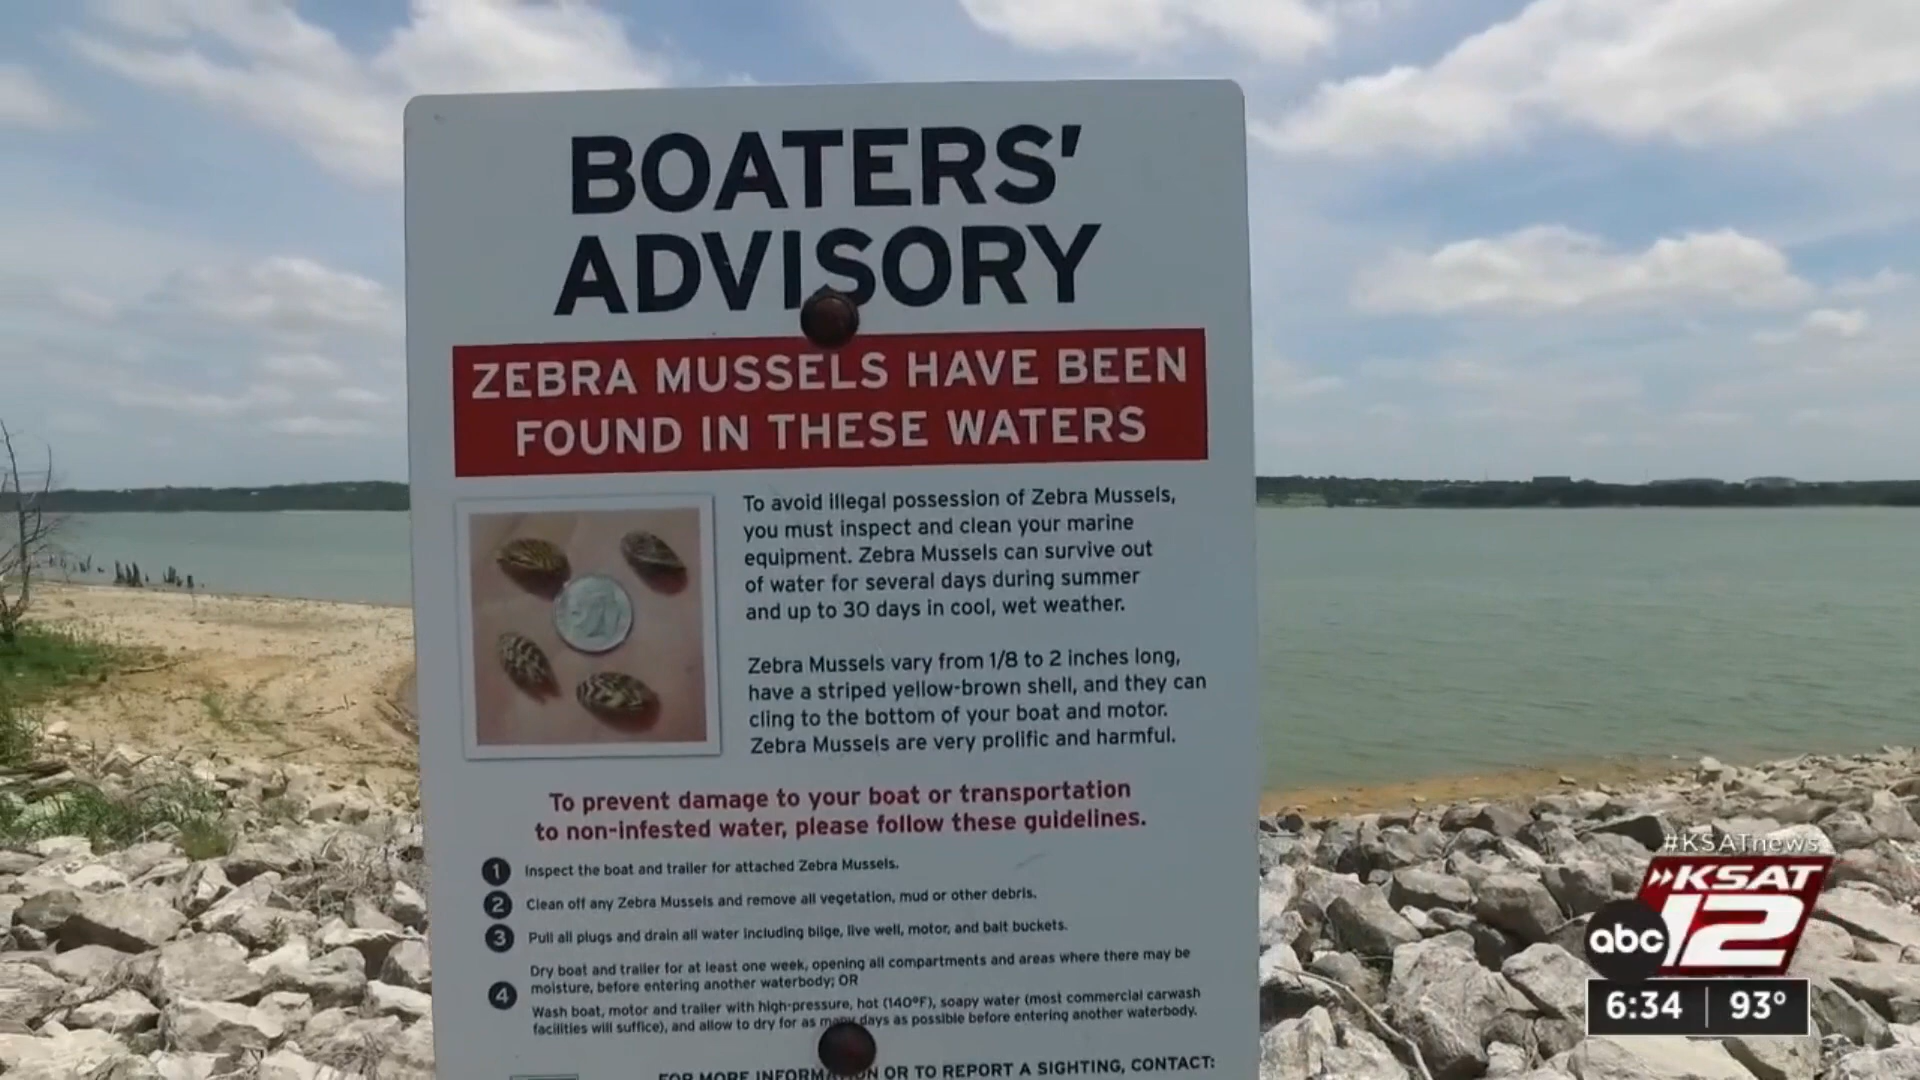 BOATERS'
ADVISORY
ZEBRA MUSSELS HAVE BEEN
FOUND IN THESE WATERS
To avoid illegal possession of Zebra Mussels,
you must inspect and clean your marine
equipment. Zebra Mussels can survive out
of water for several days during summer
and up to 30 days in cool, wet weather.
Zebra Mussels vary from 1/8 to 2 inches long,
have a striped yellow-brown shell, and they can
cling to the bottom of your boat and motor.
Zebra Mussels are very prolific and harmful.
To prevent damage to your boat or transportation
to non-infested water, please follow these guidelines.
1 Inspect the boat and trailer for attached Zebra Mussels.
2 Clean off any Zebra Mussels and remove all vegetation, mud or other debris.
3 Pull all plugs and drain all water including bilge, live well, motor, and bait buckets.
4 Dry boat and trailer for at least one week, opening all compartments and areas where there may be
moisture, before entering another waterbody; OR
Wash boat, motor and trailer with high-pressure, hot (140ºF), soapy water (most commercial carwash
facilities will suffice), and allow to dry for as many days as possible before entering another waterbody.
FOR MORE INFORMATION OR TO REPORT A SIGHTING, CONTACT:
#KSATnews
KSAT
abc 12
6:34 93°